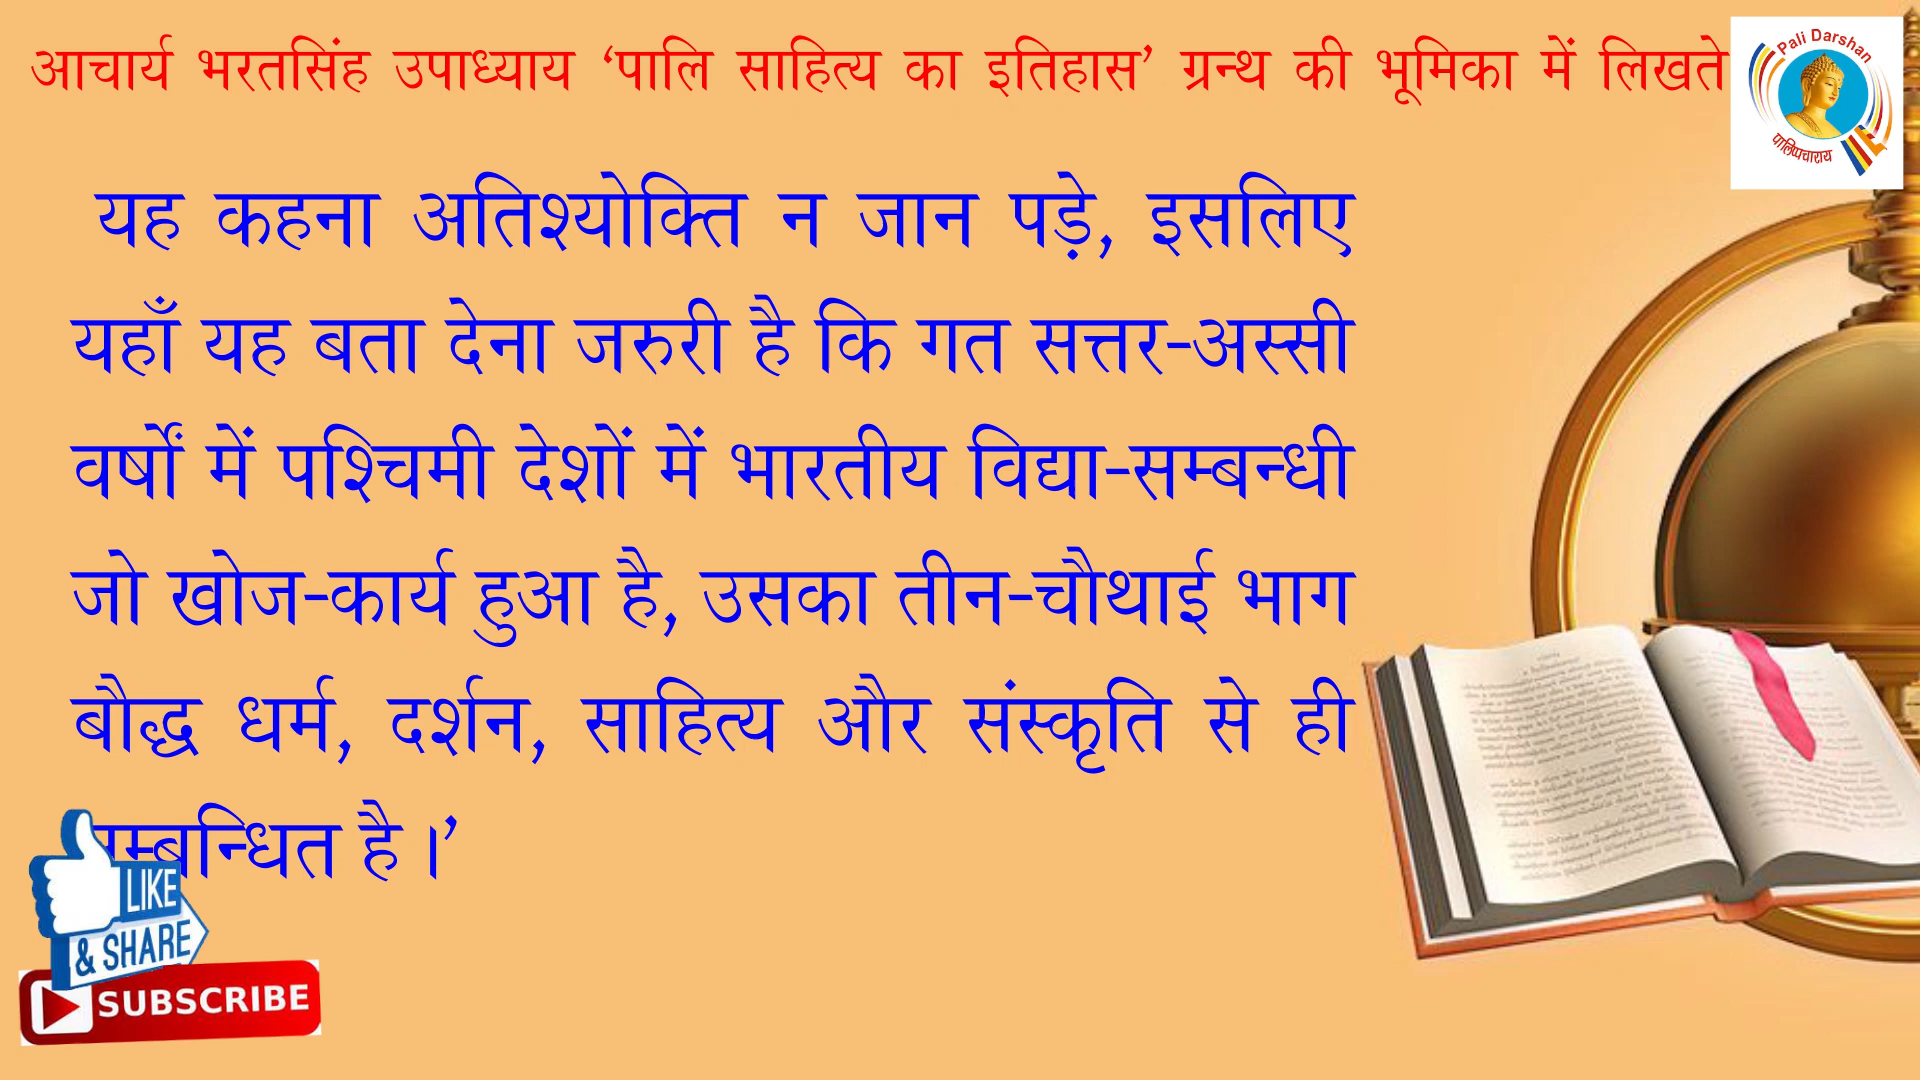 आचार्य भरतसिंह उपाध्याय ‘पालि साहित्य का इतिहास’ ग्रन्थ की भूमिका में लिखते
Pali Darshan
पालिप्पचाराय
यह कहना अतिश्योक्ति न जान पड़े, इसलिए
यहाँ यह बता देना जरुरी है कि गत सत्तर-अस्सी
वर्षों में पश्चिमी देशों में भारतीय विद्या-सम्बन्धी
जो खोज-कार्य हुआ है, उसका तीन-चौथाई भाग
बौद्ध धर्म, दर्शन, साहित्य और संस्कृति से ही
सम्बन्धित है।’
LIKE
& SHARE
SUBSCRIBE